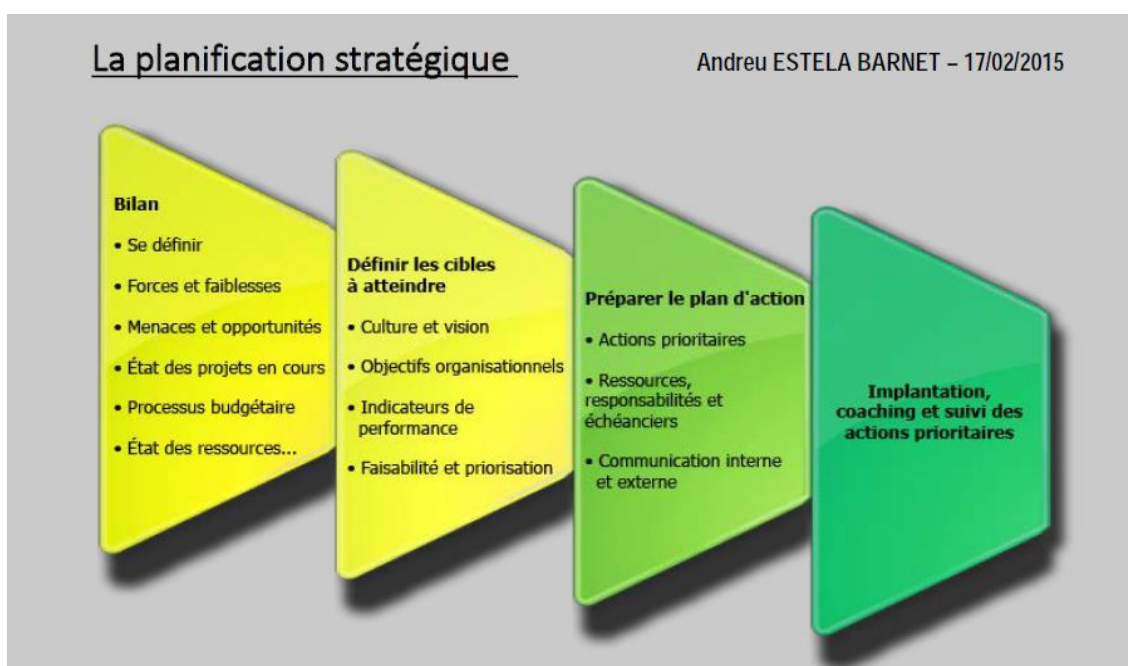 La planification stratégique
Andreu ESTELA BARNET – 17/02/2015
Bilan
• Se définir
• Forces et faiblesses
• Menaces et opportunités
• État des projets en cours
• Processus budgétaire
• État des ressources...
Définir les cibles
à atteindre
• Culture et vision
• Objectifs organisationnels
• Indicateurs de
performance
• Faisabilité et priorisation
Préparer le plan d'action
• Actions prioritaires
• Ressources,
responsabilités et
échéanciers
• Communication interne
et externe
Implantation,
coaching et suivi des
actions prioritaires